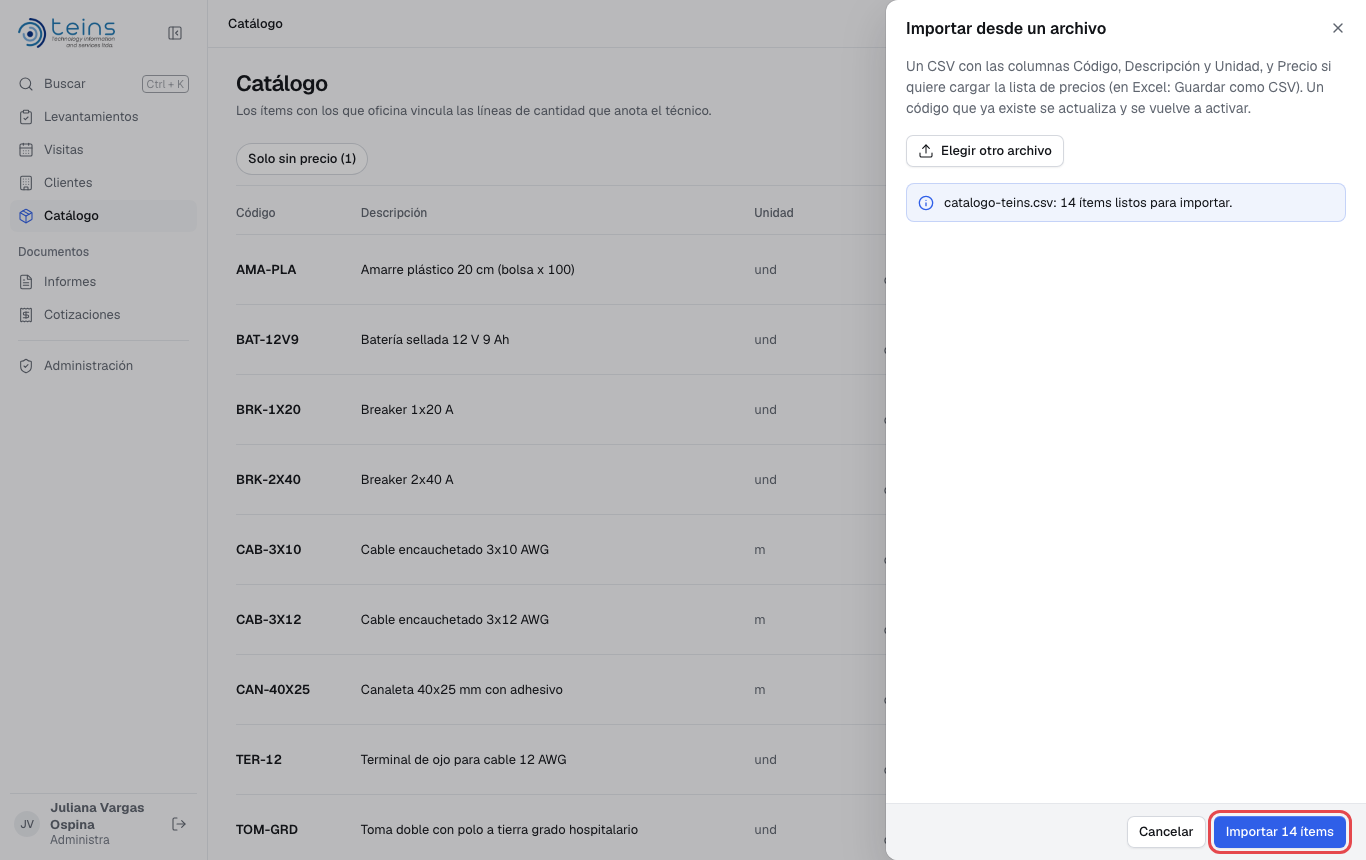 teins
Technology information
and services ltda.
Buscar
Ctrl + K
Levantamientos
Visitas
Clientes
Catálogo
Documentos
Informes
Cotizaciones
Administración
JV
Juliana Vargas
Ospina
Administra
Catálogo
Catálogo
Los ítems con los que oficina vincula las líneas de cantidad que anota el técnico.
Solo sin precio (1)
Código Descripción Unidad
AMA-PLA Amarre plástico 20 cm (bolsa x 100) und
BAT-12V9 Batería sellada 12 V 9 Ah und
BRK-1X20 Breaker 1x20 A und
BRK-2X40 Breaker 2x40 A und
CAB-3X10 Cable encauchetado 3x10 AWG m
CAB-3X12 Cable encauchetado 3x12 AWG m
CAN-40X25 Canaleta 40x25 mm con adhesivo m
TER-12 Terminal de ojo para cable 12 AWG und
TOM-GRD Toma doble con polo a tierra grado hospitalario und
Importar desde un archivo
Un CSV con las columnas Código, Descripción y Unidad, y Precio si
quiere cargar la lista de precios (en Excel: Guardar como CSV). Un
código que ya existe se actualiza y se vuelve a activar.
Elegir otro archivo
catalogo-teins.csv: 14 ítems listos para importar.
Cancelar
Importar 14 ítems